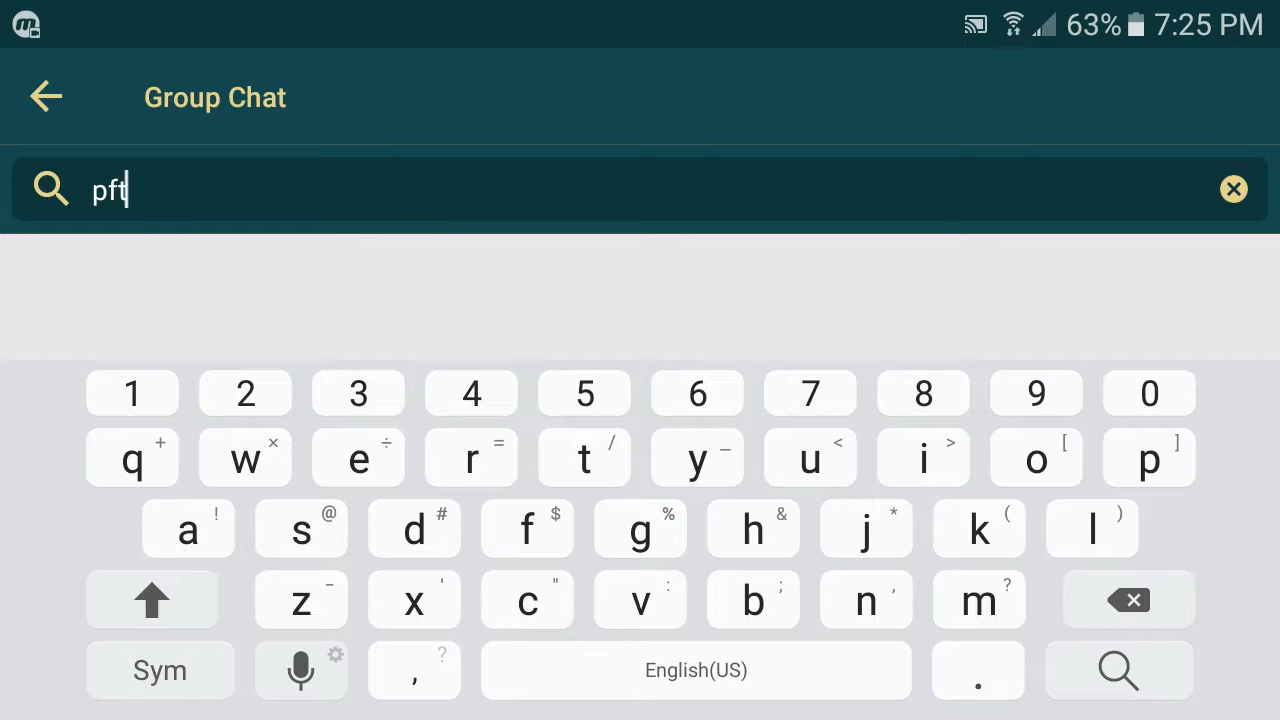 63% 7:25 PM
Group Chat
pft
1 2 3 4 5 6 7 8 9 0
q + w × e ÷ r = t / y – u < i > o [ p ]
a ! s @ d # f $ g % h & j * k ( l )
z – x ' c " v : b ; n , m ?
Sym , ? English(US) .